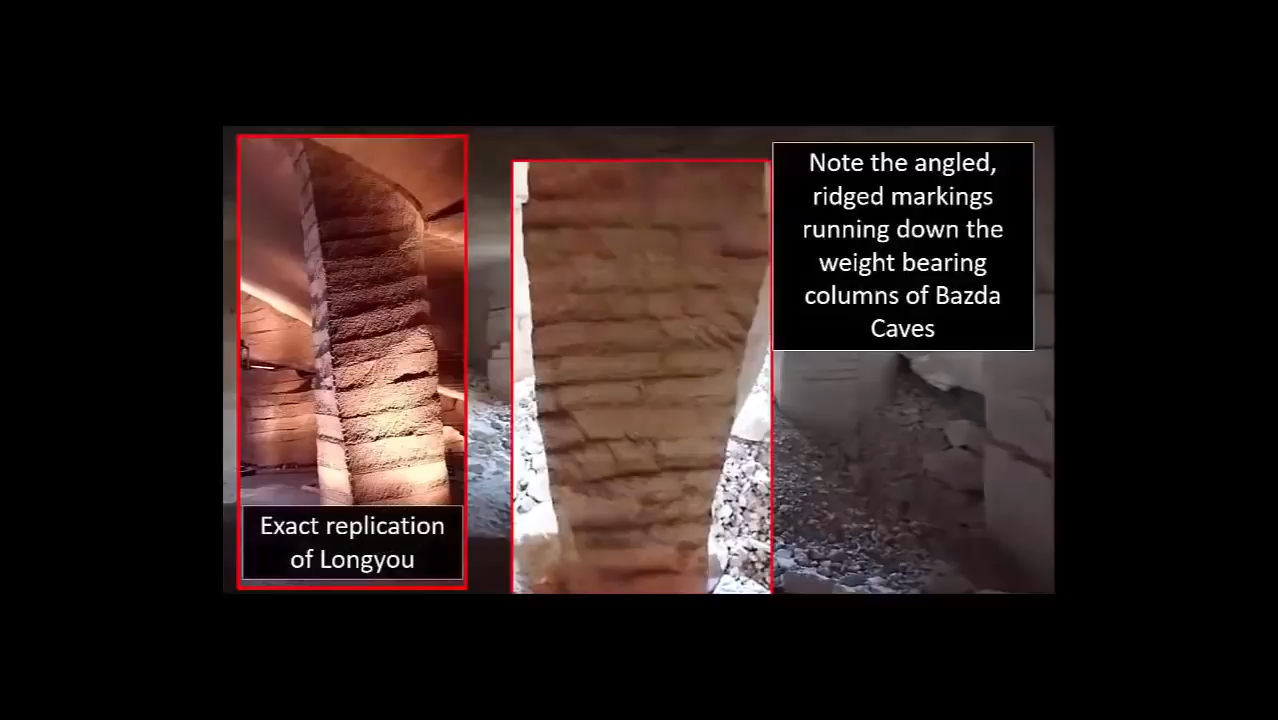 Note the angled,
ridged markings
running down the
weight bearing
columns of Bazda
Caves
Exact replication
of Longyou